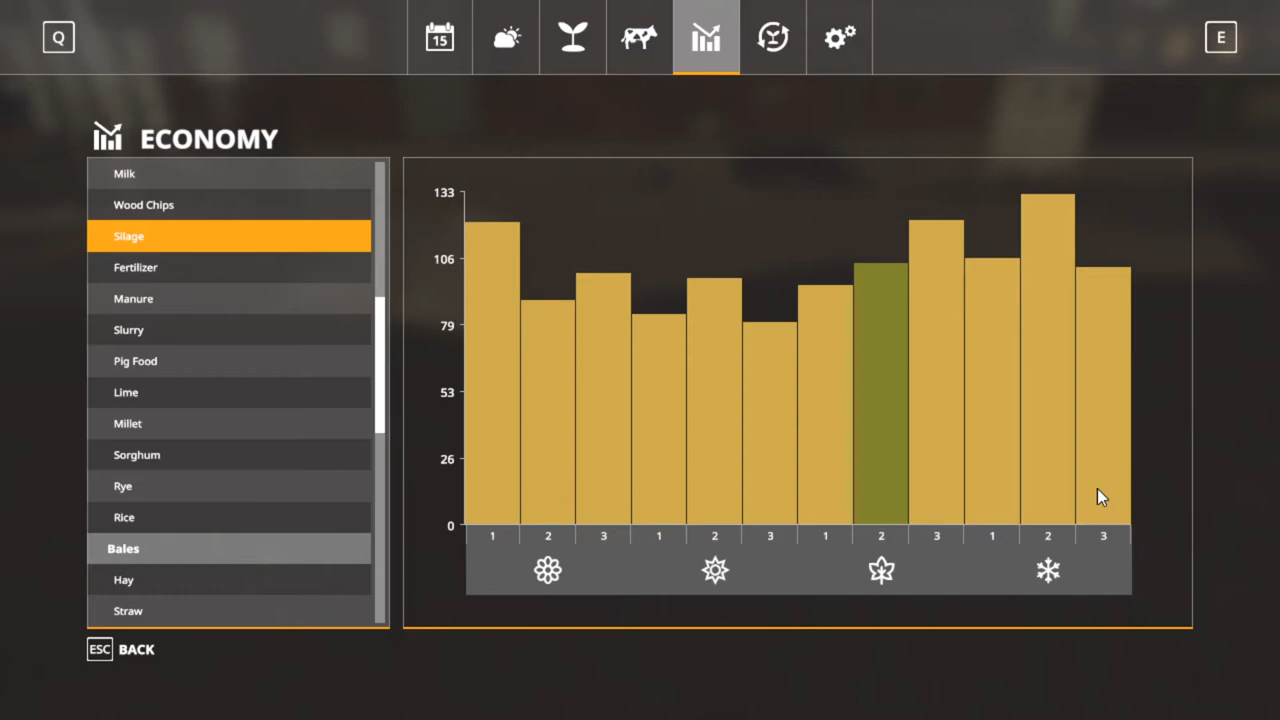 Q
15
E
ECONOMY
Milk
Wood Chips
Silage
Fertilizer
Manure
Slurry
Pig Food
Lime
Millet
Sorghum
Rye
Rice
Bales
Hay
Straw
133
106
79
53
26
0
1 2 3 1 2 3 1 2 3 1 2 3
ESC BACK